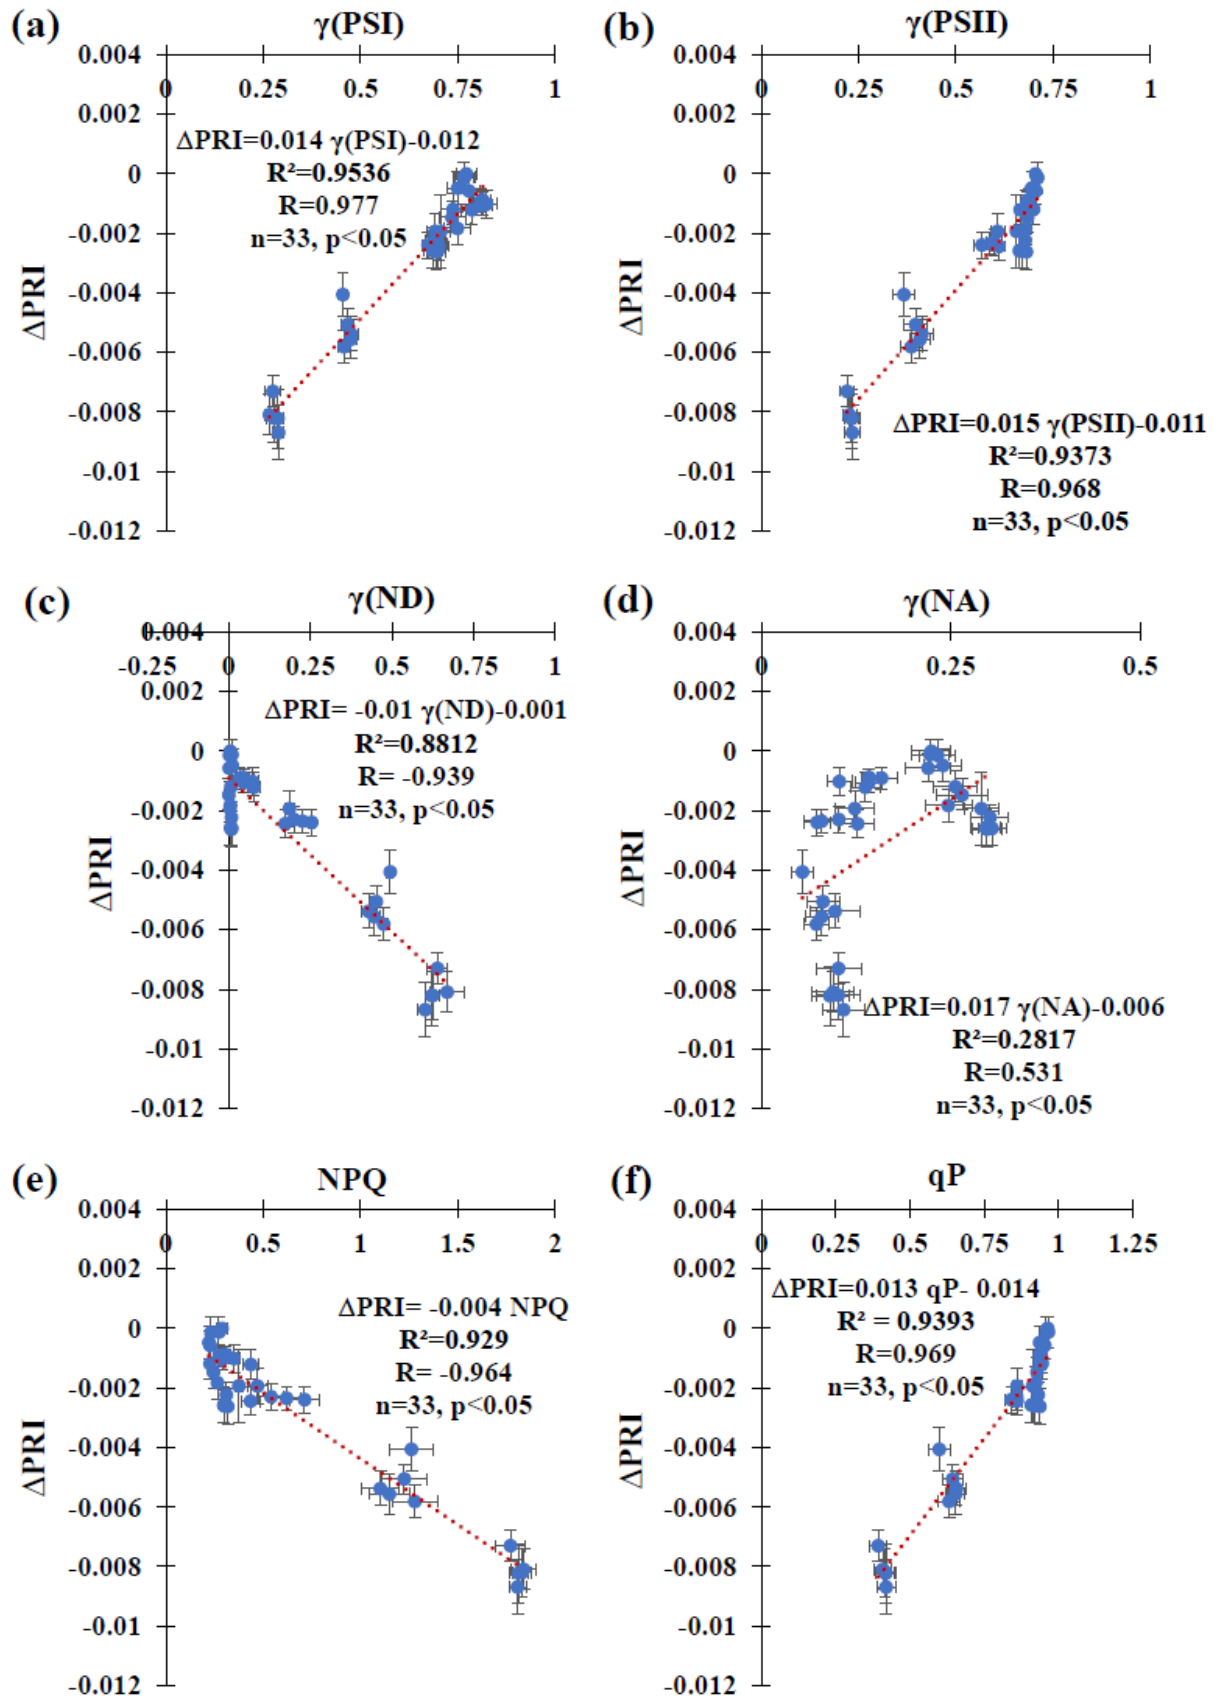 (a)
γ(PSI)
0.004
0 0.25 0.5 0.75 1
0.002
ΔPRI=0.014 γ(PSI)-0.012
R²=0.9536
R=0.977
n=33, p<0.05
0
-0.002
-0.004
-0.006
-0.008
-0.01
-0.012
ΔPRI
(b)
γ(PSII)
0.004
0 0.25 0.5 0.75 1
0.002
0
-0.002
-0.004
-0.006
-0.008
-0.01
-0.012
ΔPRI
ΔPRI=0.015 γ(PSII)-0.011
R²=0.9373
R=0.968
n=33, p<0.05
(c)
γ(ND)
0.004
-0.25 0 0.25 0.5 0.75 1
0.002
ΔPRI= -0.01 γ(ND)-0.001
R²=0.8812
R= -0.939
n=33, p<0.05
0
-0.002
-0.004
-0.006
-0.008
-0.01
-0.012
ΔPRI
(d)
γ(NA)
0.004
0 0.25 0.5
0.002
0
-0.002
-0.004
-0.006
-0.008
-0.01
-0.012
ΔPRI
ΔPRI=0.017 γ(NA)-0.006
R²=0.2817
R=0.531
n=33, p<0.05
(e)
NPQ
0.004
0 0.5 1 1.5 2
0.002
ΔPRI= -0.004 NPQ
R²=0.929
R= -0.964
n=33, p<0.05
0
-0.002
-0.004
-0.006
-0.008
-0.01
-0.012
ΔPRI
(f)
qP
0.004
0 0.25 0.5 0.75 1 1.25
0.002
ΔPRI=0.013 qP- 0.014
R² = 0.9393
R=0.969
n=33, p<0.05
0
-0.002
-0.004
-0.006
-0.008
-0.01
-0.012
ΔPRI